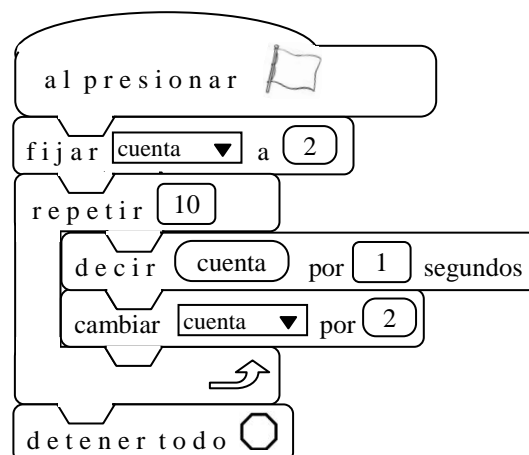 al presionar
fijar cuenta a 2
repetir 10
decir cuenta por 1 segundos
cambiar cuenta por 2
detener todo